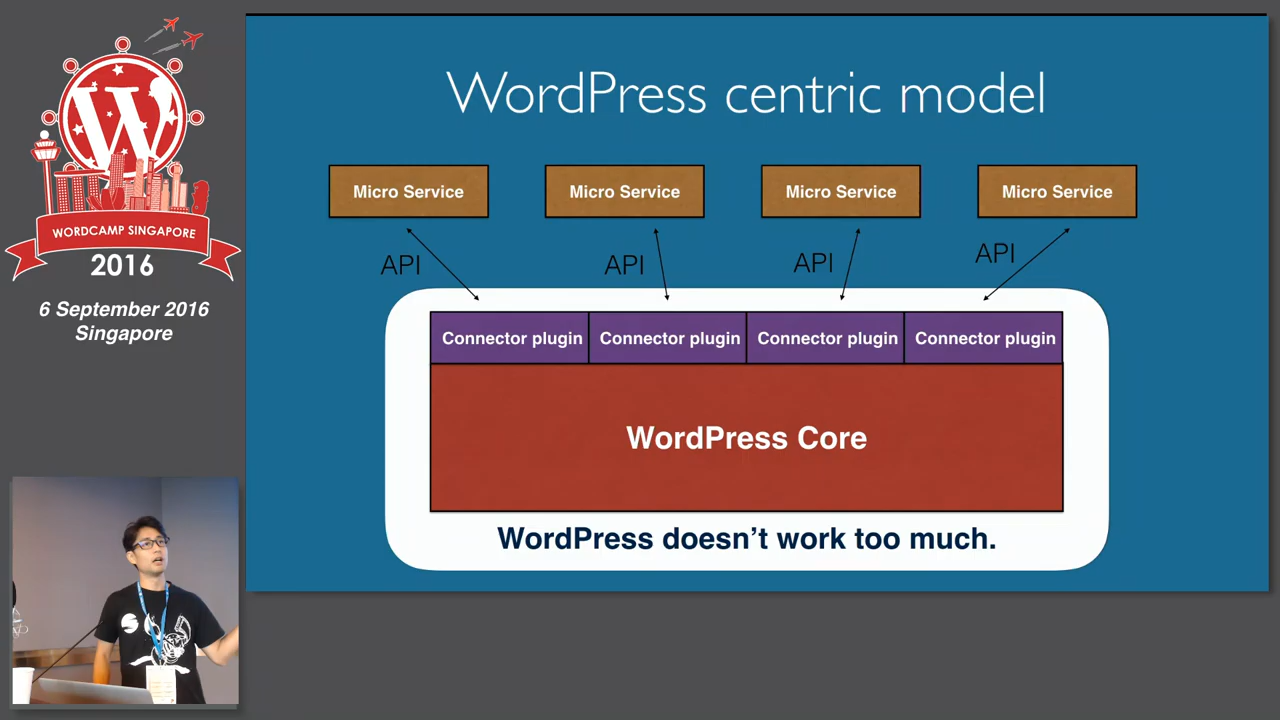 WordPress centric model
Micro Service
Micro Service
Micro Service
Micro Service
API
API
API
API
Connector plugin
Connector plugin
Connector plugin
Connector plugin
WordPress Core
WordPress doesn’t work too much.
W
WORDCAMP SINGAPORE
2016
6 September 2016
Singapore